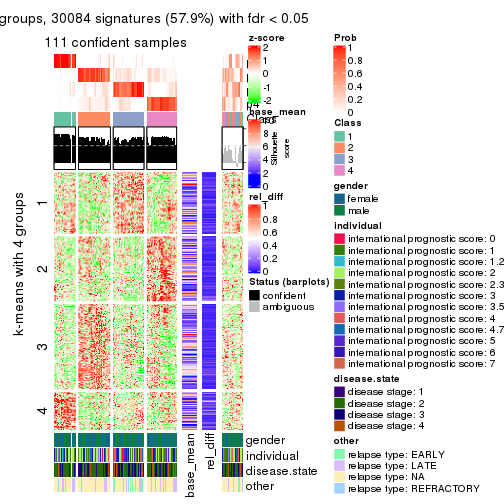 groups, 30084 signatures (57.9%) with fdr < 0.05
111 confident samples
z-score
2
1
0
-1
-2
base_mean
8
6
4
2
0
rel_diff
1
0.8
0.6
0.4
0.2
0
Status (barplots)
confident
ambiguous
Silhouette
score
Class
k-means with 4 groups
1
2
3
4
base_mean
rel_diff
gender
individual
disease.state
other
Prob
1
0.8
0.6
0.4
0.2
0
Class
1
2
3
4
gender
female
male
individual
international prognostic score: 0
international prognostic score: 1
international prognostic score: 1.2
international prognostic score: 2
international prognostic score: 2.3
international prognostic score: 3
international prognostic score: 3.5
international prognostic score: 4
international prognostic score: 4.7
international prognostic score: 5
international prognostic score: 6
international prognostic score: 7
disease.state
disease stage: 1
disease stage: 2
disease stage: 3
disease stage: 4
other
relapse type: EARLY
relapse type: LATE
relapse type: NA
relapse type: REFRACTORY